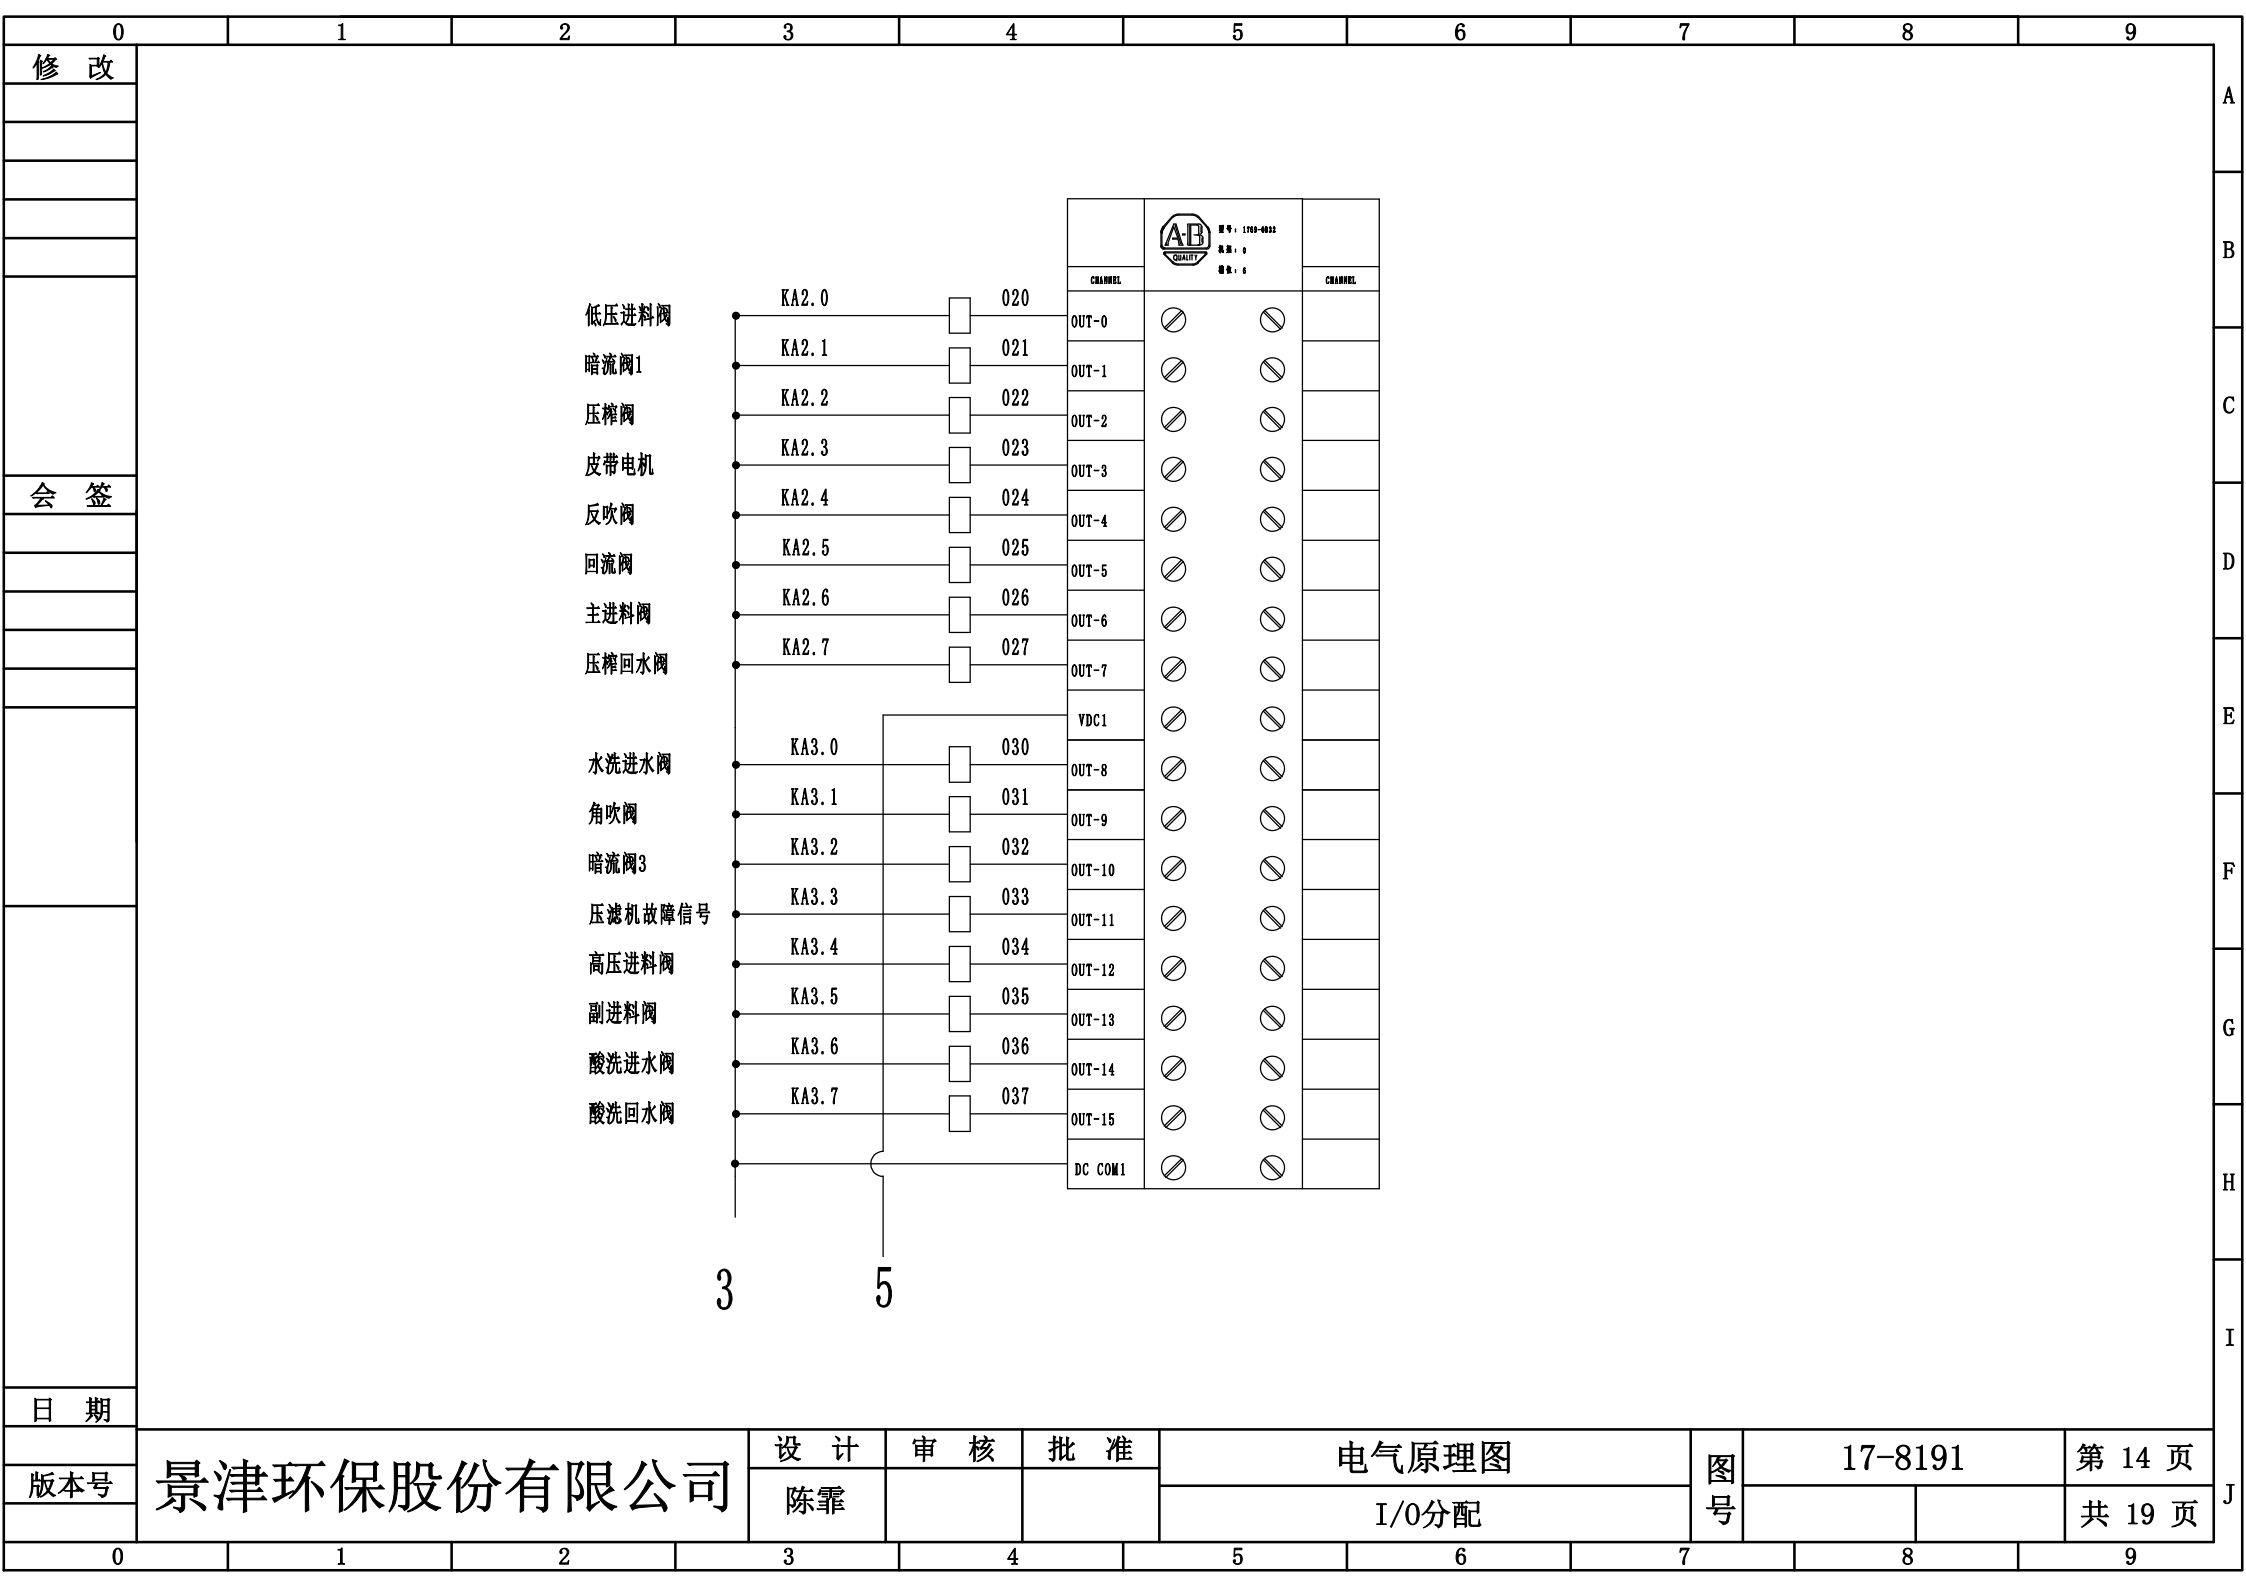 0 1 2 3 4 5 6 7 8 9
修 改
A
B
C
D
E
F
G
H
I
J
会 签
日 期
版本号
A-B
QUALITY
型号: 1769-OB32
机架: 0
槽位: 6
CHANNEL CHANNEL
低压进料阀 KA2.0 020 OUT-0
暗流阀1 KA2.1 021 OUT-1
压榨阀 KA2.2 022 OUT-2
皮带电机 KA2.3 023 OUT-3
反吹阀 KA2.4 024 OUT-4
回流阀 KA2.5 025 OUT-5
主进料阀 KA2.6 026 OUT-6
压榨回水阀 KA2.7 027 OUT-7
VDC1
水洗进水阀 KA3.0 030 OUT-8
角吹阀 KA3.1 031 OUT-9
暗流阀3 KA3.2 032 OUT-10
压滤机故障信号 KA3.3 033 OUT-11
高压进料阀 KA3.4 034 OUT-12
副进料阀 KA3.5 035 OUT-13
酸洗进水阀 KA3.6 036 OUT-14
酸洗回水阀 KA3.7 037 OUT-15
DC COM1
3 5
景津环保股份有限公司
设 计 审 核 批 准
陈霏
电气原理图
I/O分配
图号
17-8191
第 14 页
共 19 页
0 1 2 3 4 5 6 7 8 9